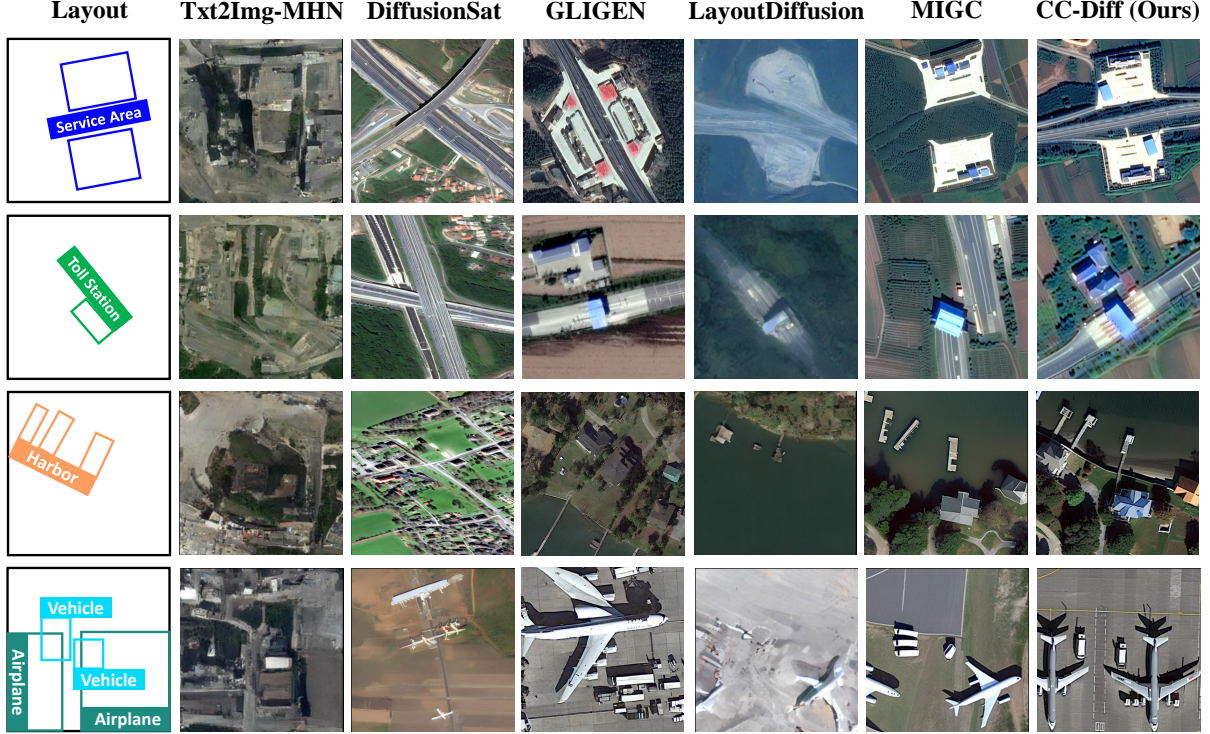 Layout Txt2Img-MHN DiffusionSat GLIGEN LayoutDiffusion MIGC CC-Diff (Ours)
Service Area
Toll Station
Harbor
Vehicle
Airplane
Vehicle
Airplane